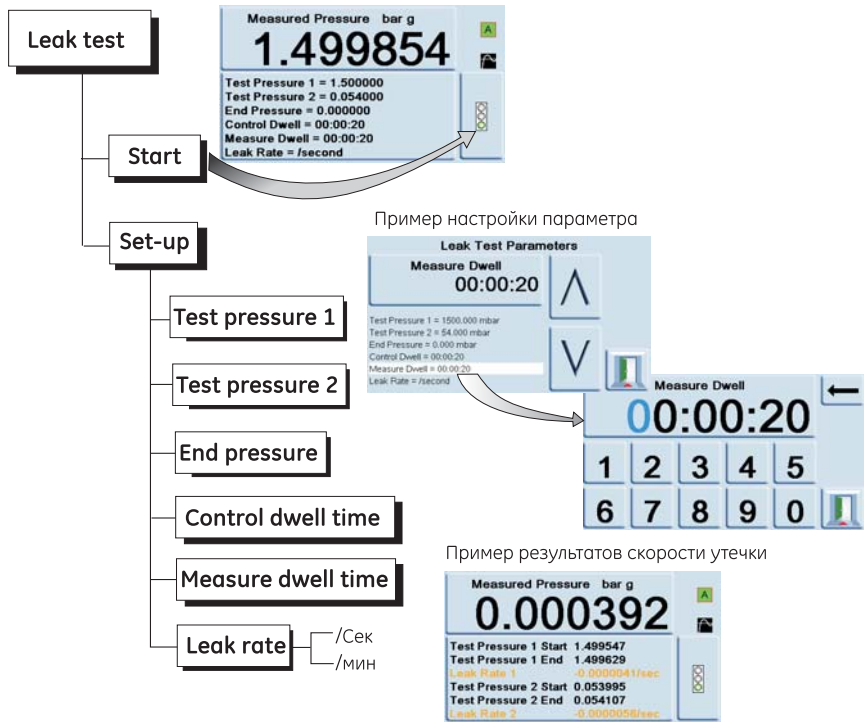 Leak test
Measured Pressure bar g
1.499854
A
Test Pressure 1 = 1.500000
Test Pressure 2 = 0.054000
End Pressure = 0.000000
Control Dwell = 00:00:20
Measure Dwell = 00:00:20
Leak Rate = /second
Start
Set-up
Пример настройки параметра
Leak Test Parameters
Measure Dwell
00:00:20
Test Pressure 1 = 1500.000 mbar
Test Pressure 2 = 54.000 mbar
End Pressure = 0.000 mbar
Control Dwell = 00:00:20
Measure Dwell = 00:00:20
Leak Rate = /second
Measure Dwell
00:00:20
1 2 3 4 5
6 7 8 9 0
Test pressure 1
Test pressure 2
End pressure
Control dwell time
Measure dwell time
Leak rate
/Сек
/мин
Пример результатов скорости утечки
Measured Pressure bar g
0.000392
A
Test Pressure 1 Start 1.499547
Test Pressure 1 End 1.499629
Leak Rate 1 -0.0000041/sec
Test Pressure 2 Start 0.053995
Test Pressure 2 End 0.054107
Leak Rate 2 -0.0000056/sec